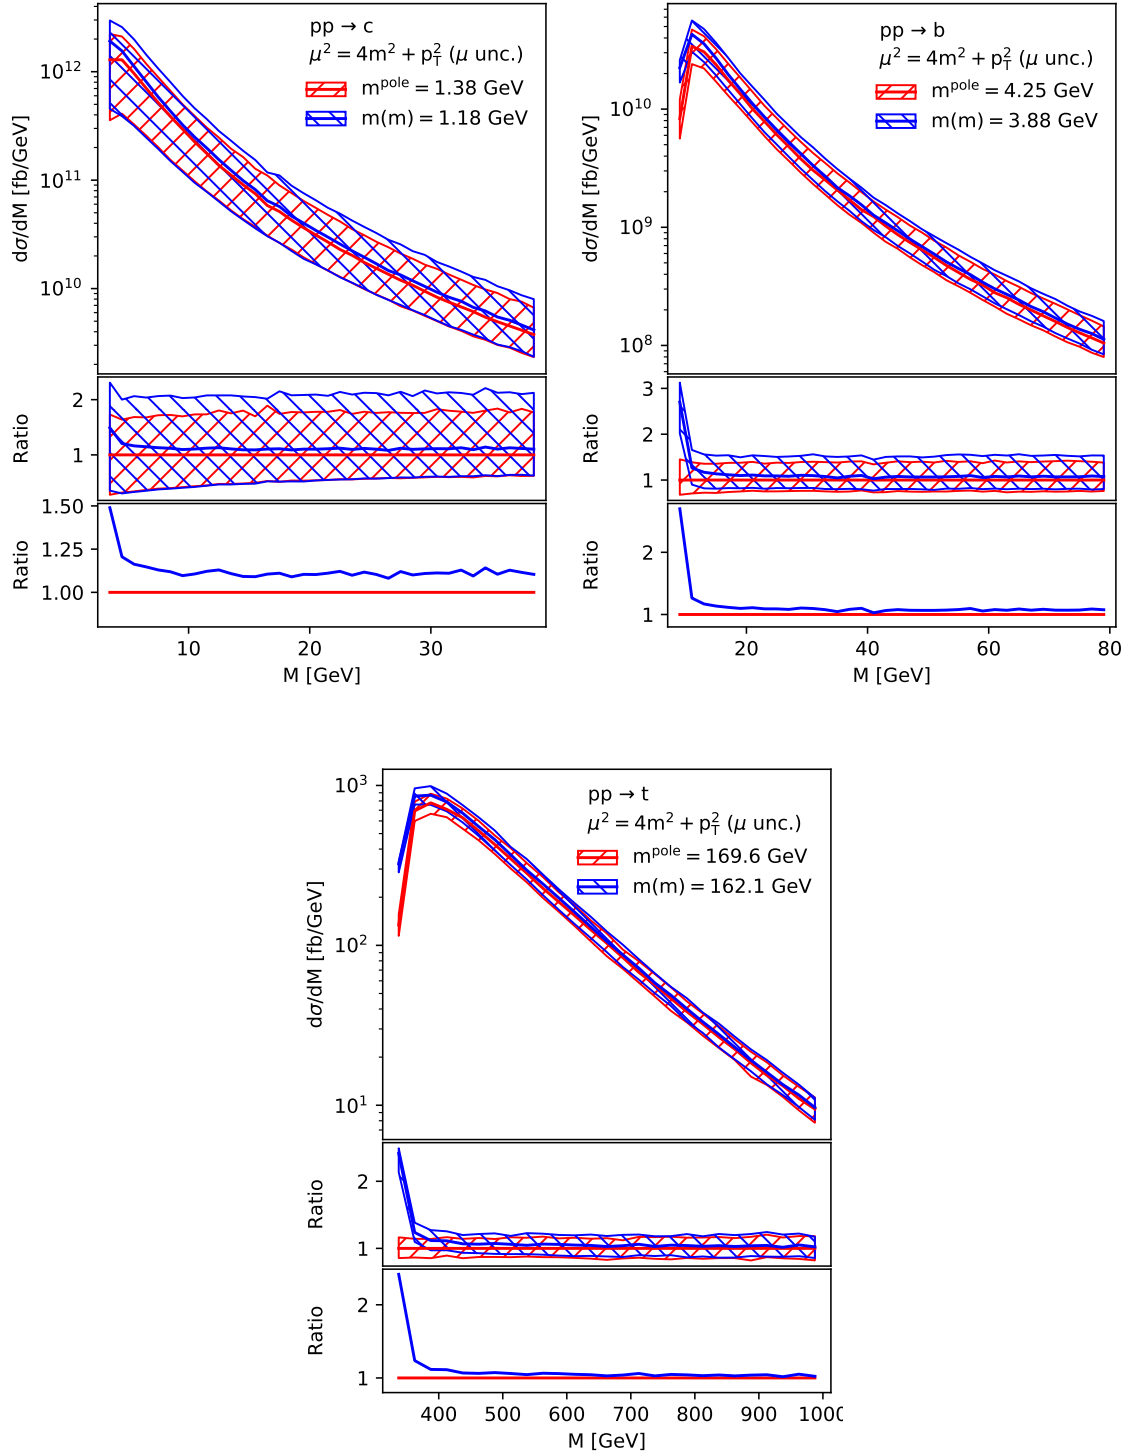 pp → c
μ² = 4m² + p_T² (μ unc.)
m^pole = 1.38 GeV
m(m) = 1.18 GeV
dσ/dM [fb/GeV]
10¹²
10¹¹
10¹⁰
Ratio
2
1
Ratio
1.50
1.25
1.00
10 20 30
M [GeV]
pp → b
μ² = 4m² + p_T² (μ unc.)
m^pole = 4.25 GeV
m(m) = 3.88 GeV
dσ/dM [fb/GeV]
10¹⁰
10⁹
10⁸
Ratio
3
2
1
Ratio
2
1
20 40 60 80
M [GeV]
pp → t
μ² = 4m² + p_T² (μ unc.)
m^pole = 169.6 GeV
m(m) = 162.1 GeV
dσ/dM [fb/GeV]
10³
10²
10¹
Ratio
2
1
Ratio
2
1
400 500 600 700 800 900 1000
M [GeV]